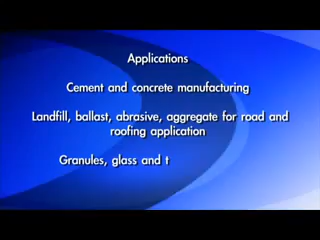 Applications
Cement and concrete manufacturing
Landfill, ballast, abrasive, aggregate for road and
roofing application
Granules, glass and t